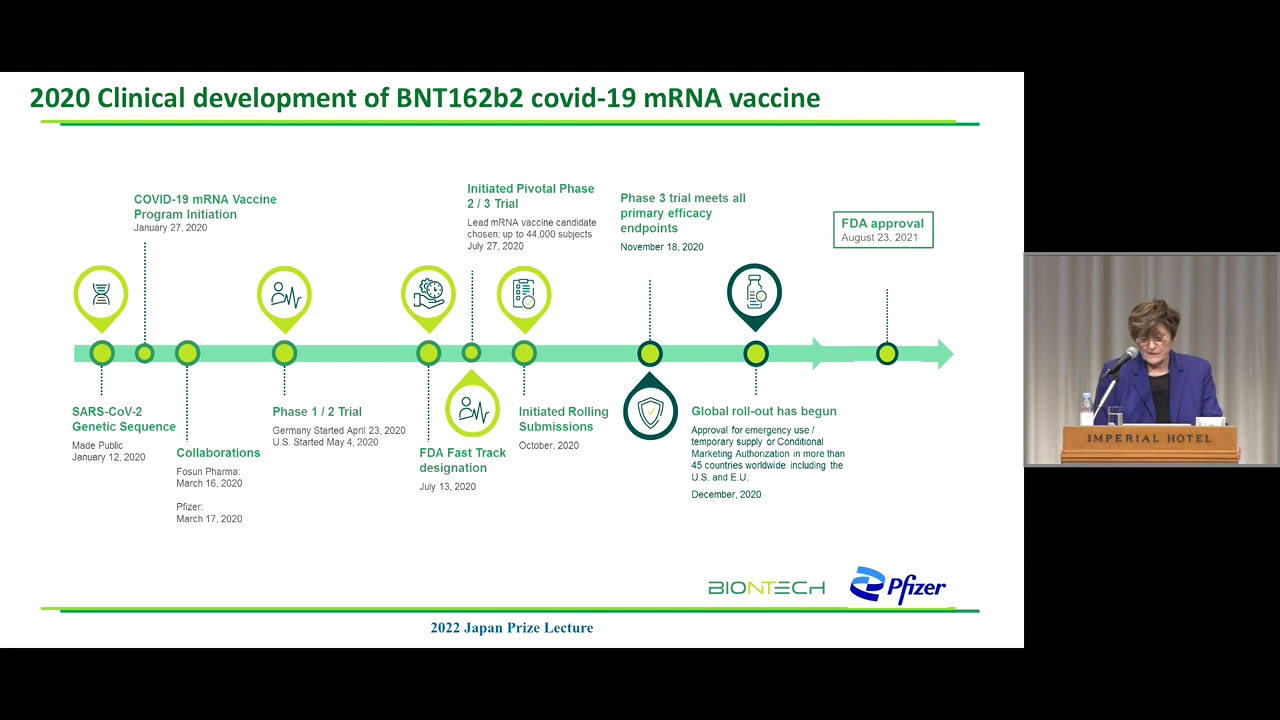 2020 Clinical development of BNT162b2 covid-19 mRNA vaccine
COVID-19 mRNA Vaccine
Program Initiation
January 27, 2020
Initiated Pivotal Phase
2 / 3 Trial
Lead mRNA vaccine candidate
chosen; up to 44,000 subjects
July 27, 2020
Phase 3 trial meets all
primary efficacy
endpoints
November 18, 2020
FDA approval
August 23, 2021
SARS-CoV-2
Genetic Sequence
Made Public
January 12, 2020
Collaborations
Fosun Pharma:
March 16, 2020
Pfizer:
March 17, 2020
Phase 1 / 2 Trial
Germany Started April 23, 2020
U.S. Started May 4, 2020
FDA Fast Track
designation
July 13, 2020
Initiated Rolling
Submissions
October, 2020
Global roll-out has begun
Approval for emergency use /
temporary supply or Conditional
Marketing Authorization in more than
45 countries worldwide including the
U.S. and E.U.
December, 2020
BIONTECH
Pfizer
2022 Japan Prize Lecture
IMPERIAL HOTEL